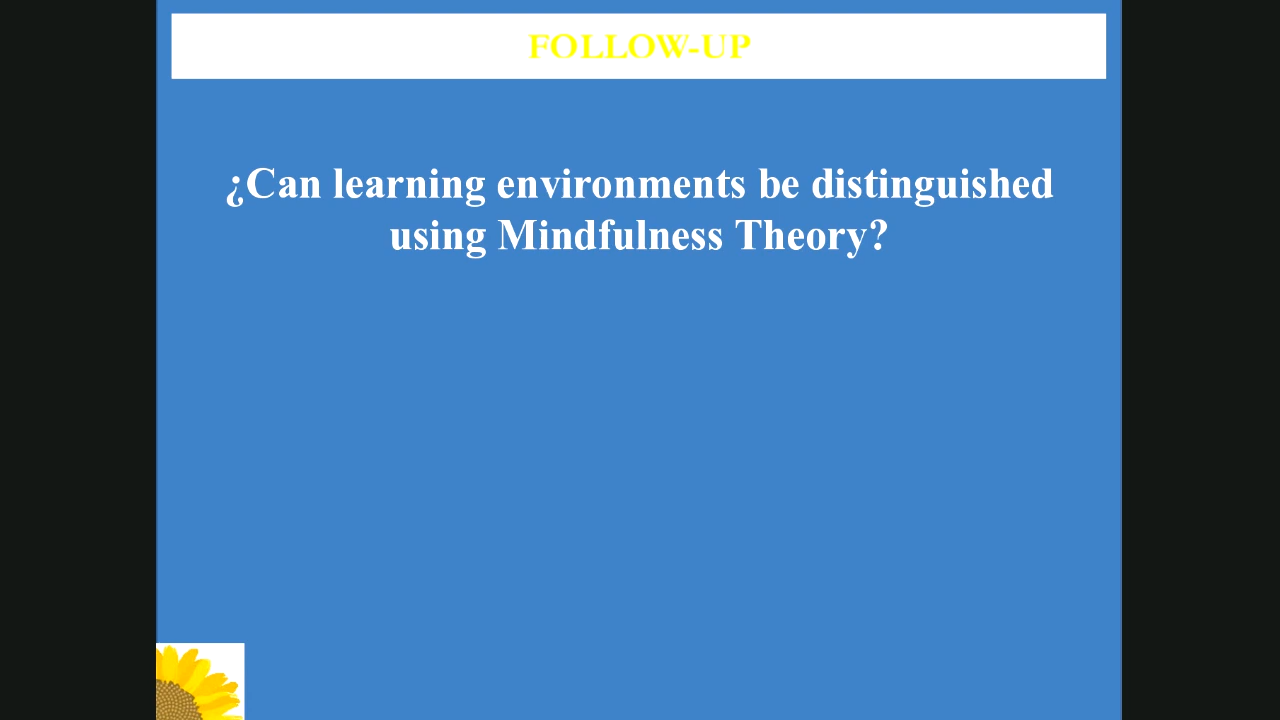 FOLLOW-UP
¿Can learning environments be distinguished
using Mindfulness Theory?